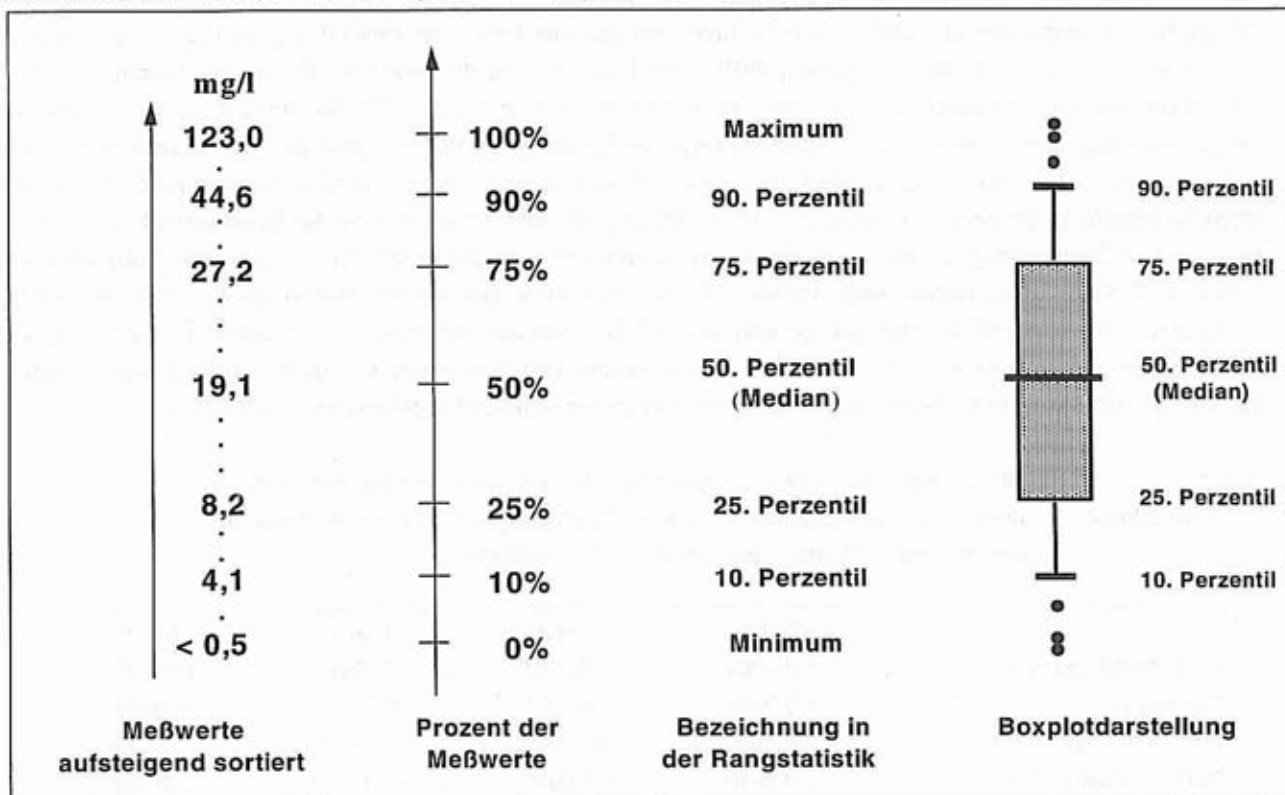 mg/l
123,0
44,6
27,2
19,1
8,2
4,1
< 0,5
Meßwerte
aufsteigend sortiert
100%
90%
75%
50%
25%
10%
0%
Prozent der
Meßwerte
Maximum
90. Perzentil
75. Perzentil
50. Perzentil
(Median)
25. Perzentil
10. Perzentil
Minimum
Bezeichnung in
der Rangstatistik
90. Perzentil
75. Perzentil
50. Perzentil
(Median)
25. Perzentil
10. Perzentil
Boxplotdarstellung